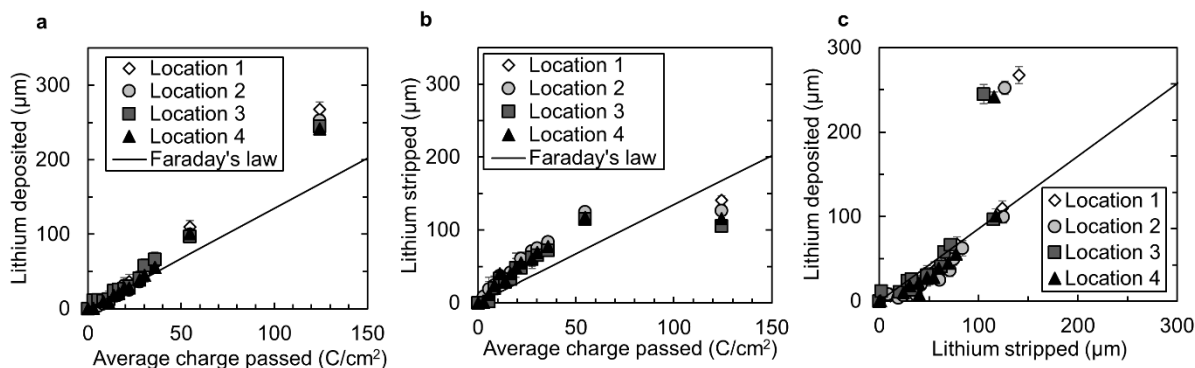 a
Lithium deposited (µm)
300
200
100
0
Location 1
Location 2
Location 3
Location 4
Faraday's law
0 50 100 150
Average charge passed (C/cm²)
b
Lithium stripped (µm)
300
200
100
0
Location 1
Location 2
Location 3
Location 4
Faraday's law
0 50 100 150
Average charge passed (C/cm²)
c
Lithium deposited (µm)
300
200
100
0
Location 1
Location 2
Location 3
Location 4
0 100 200 300
Lithium stripped (µm)